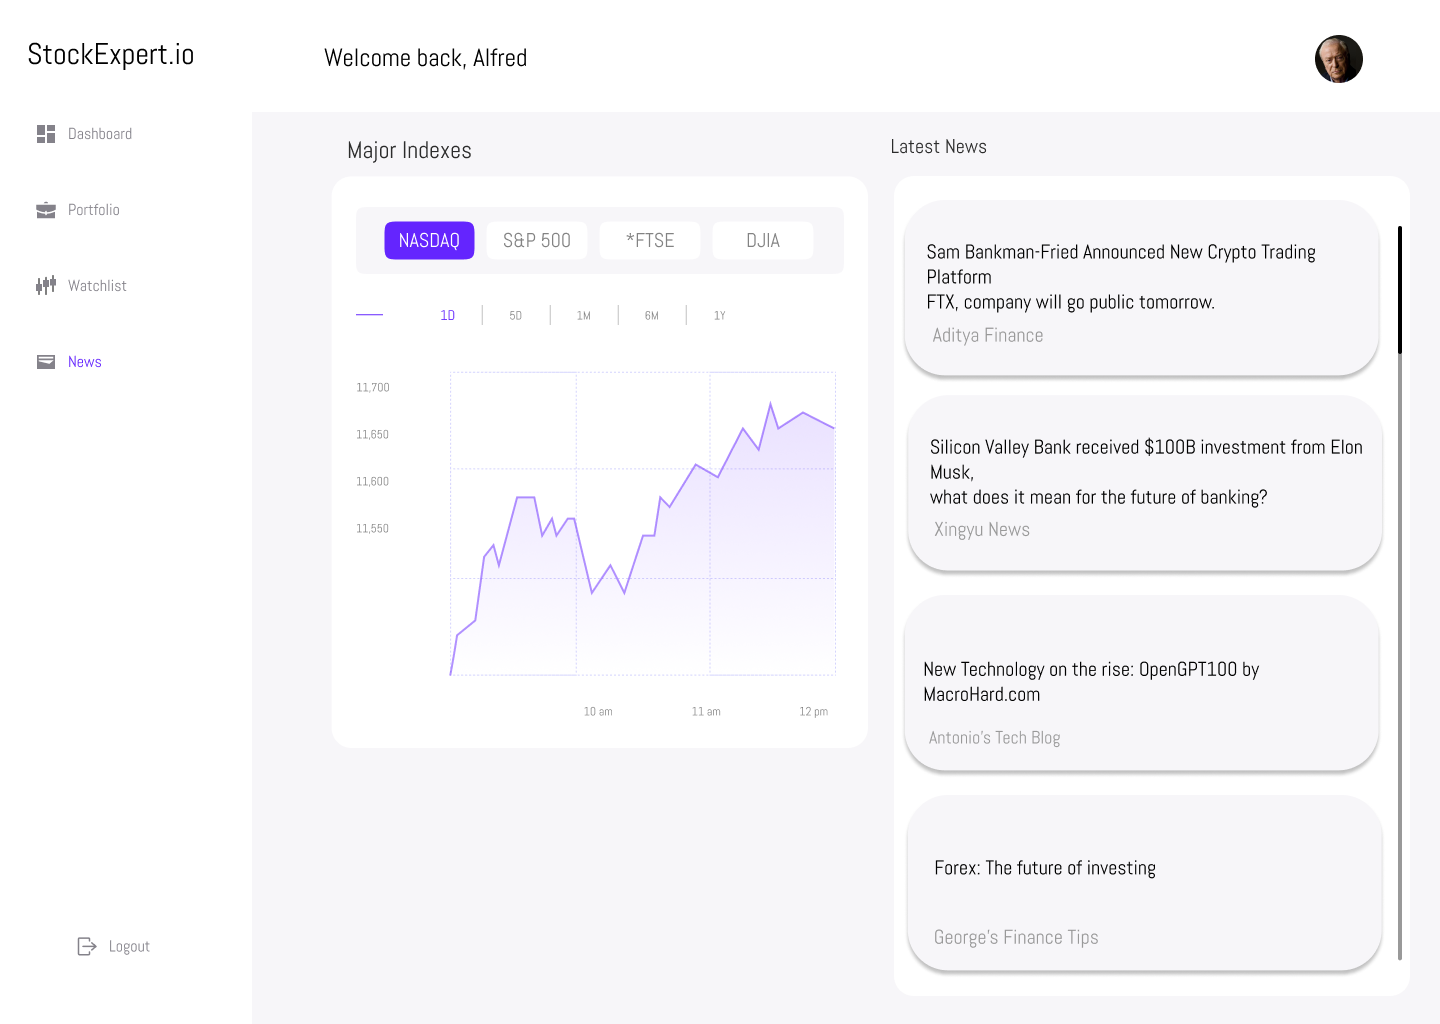 StockExpert.io
Welcome back, Alfred
Dashboard
Portfolio
Watchlist
News
Logout
Major Indexes
NASDAQ
S&P 500
*FTSE
DJIA
1D
5D
1M
6M
1Y
11,700
11,650
11,600
11,550
10 am
11 am
12 pm
Latest News
Sam Bankman-Fried Announced New Crypto Trading
Platform
FTX, company will go public tomorrow.
Aditya Finance
Silicon Valley Bank received $100B investment from Elon
Musk,
what does it mean for the future of banking?
Xingyu News
New Technology on the rise: OpenGPT100 by
MacroHard.com
Antonio's Tech Blog
Forex: The future of investing
George's Finance Tips